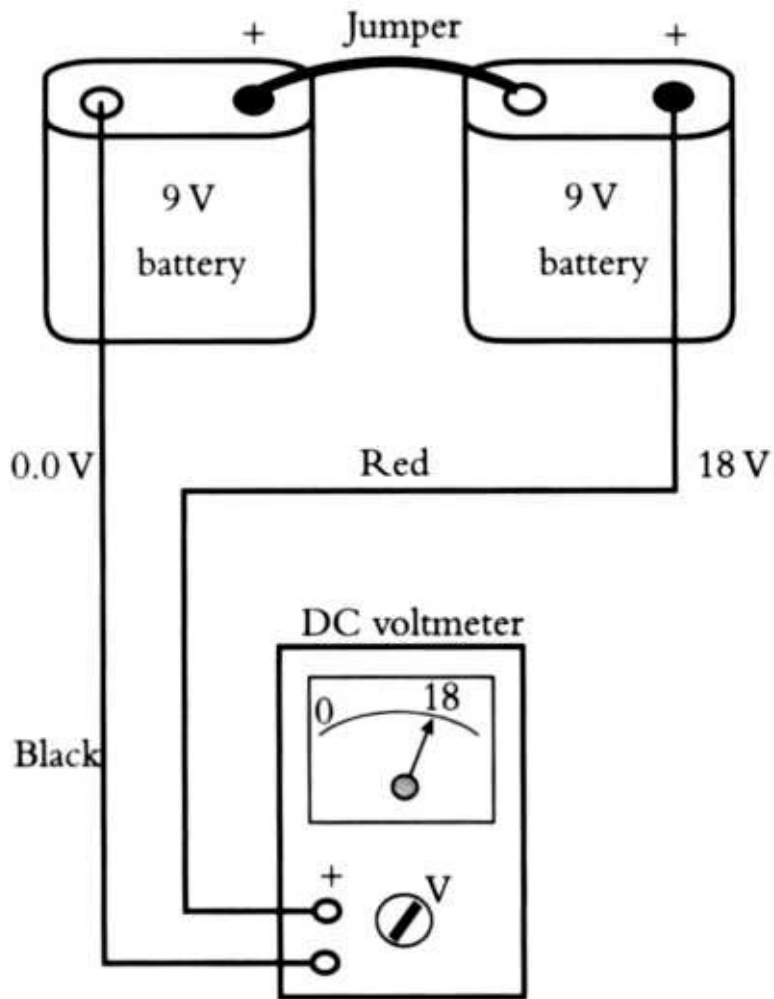 Jumper
+
+
9 V
battery
9 V
battery
0.0 V
Red
18 V
DC voltmeter
0
18
Black
+
V